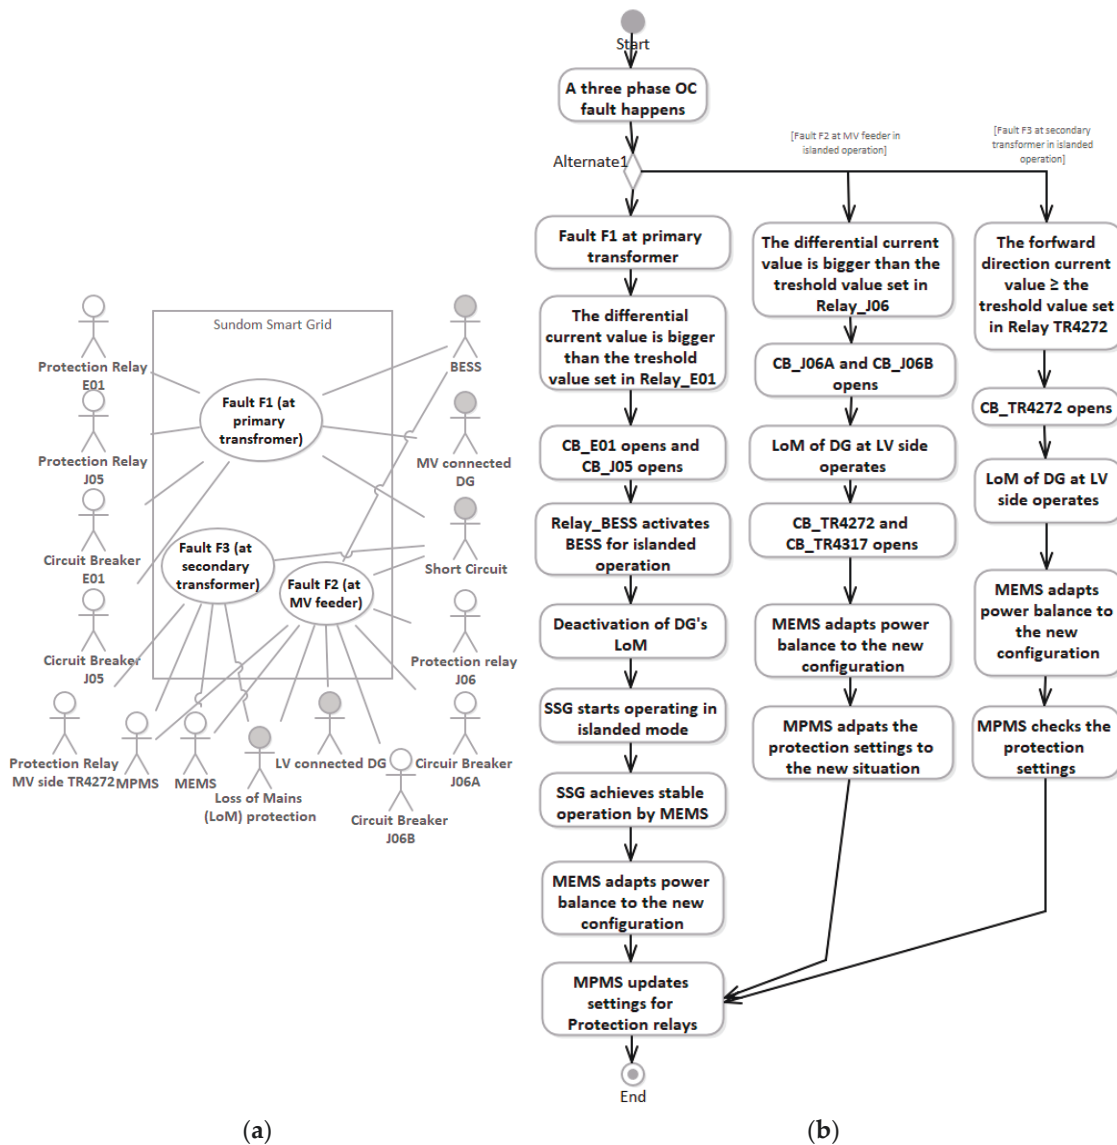 Sundom Smart Grid
Protection Relay
E01
BESS
Fault F1 (at
primary
transfromer)
Protection Relay
J05
MV connected
DG
Circuit Breaker
E01
Fault F3 (at
secondary
transformer)
Short Circuit
Fault F2 (at
MV feeder)
Cicruit Breaker
J05
Protection relay
J06
Protection Relay
MV side TR4272
MPMS
MEMS
Loss of Mains
(LoM) protection
LV connected DG
Circuit Breaker
J06B
Circuir Breaker
J06A
(a)
Start
A three phase OC
fault happens
Alternate1
[Fault F2 at MV feeder in
islanded operation]
[Fault F3 at secondary
transformer in islanded
operation]
Fault F1 at primary
transformer
The differential
current value is bigger
than the treshold
value set in Relay_E01
CB_E01 opens and
CB_J05 opens
Relay_BESS activates
BESS for islanded
operation
Deactivation of DG's
LoM
SSG starts operating in
islanded mode
SSG achieves stable
operation by MEMS
MEMS adapts power
balance to the new
configuration
MPMS updates
settings for
Protection relays
End
The differential current
value is bigger than the
treshold value set in
Relay_J06
CB_J06A and CB_J06B
opens
LoM of DG at LV side
operates
CB_TR4272 and
CB_TR4317 opens
MEMS adapts power
balance to the new
configuration
MPMS adpats the
protection settings to
the new situation
The forfward
direction current
value ≥ the
treshold value set
in Relay TR4272
CB_TR4272 opens
LoM of DG at LV
side operates
MEMS adapts
power balance to
the new
configuration
MPMS checks the
protection
settings
(b)